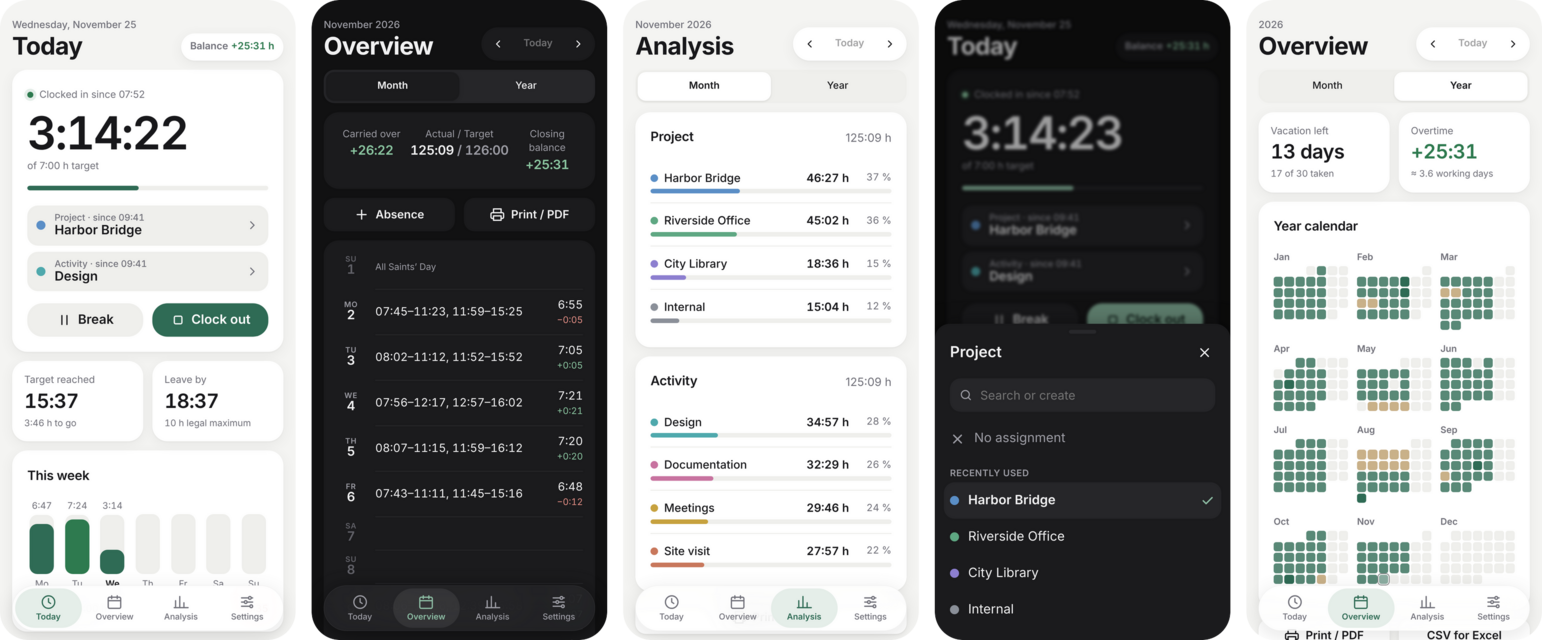 Wednesday, November 25
Today
Balance +25:31 h
Clocked in since 07:52
3:14:22
of 7:00 h target
Project · since 09:41
Harbor Bridge
Activity · since 09:41
Design
Break
Clock out
Target reached
15:37
3:46 h to go
Leave by
18:37
10 h legal maximum
This week
6:47 7:24 3:14
Mo Tu We Th Fr Sa Su
Today Overview Analysis Settings
November 2026
Overview
Today
Month Year
Carried over
+26:22
Actual / Target
125:09 / 126:00
Closing
balance
+25:31
Absence
Print / PDF
SU
1
All Saints' Day
MO
2
07:45–11:23, 11:59–15:25
6:55
−0:05
TU
3
08:02–11:12, 11:52–15:52
7:05
+0:05
WE
4
07:56–12:17, 12:57–16:02
7:21
+0:21
TH
5
08:07–11:15, 11:59–16:12
7:20
+0:20
FR
6
07:43–11:11, 11:45–15:16
6:48
−0:12
SA
7
SU
8
Today Overview Analysis Settings
November 2026
Analysis
Today
Month Year
Project 125:09 h
Harbor Bridge 46:27 h 37 %
Riverside Office 45:02 h 36 %
City Library 18:36 h 15 %
Internal 15:04 h 12 %
Activity 125:09 h
Design 34:57 h 28 %
Documentation 32:29 h 26 %
Meetings 29:46 h 24 %
Site visit 27:57 h 22 %
Today Overview Analysis Settings
Wednesday, November 25
Today
Balance +25:31 h
Clocked in since 07:52
3:14:23
of 7:00 h target
Project · since 09:41
Harbor Bridge
Activity · since 09:41
Design
Break
Clock out
Project
Search or create
No assignment
RECENTLY USED
Harbor Bridge
Riverside Office
City Library
Internal
2026
Overview
Today
Month Year
Vacation left
13 days
17 of 30 taken
Overtime
+25:31
≈ 3.6 working days
Year calendar
Jan Feb Mar
Apr May Jun
Jul Aug Sep
Oct Nov Dec
Today Overview Analysis Settings
Print / PDF
CSV for Excel